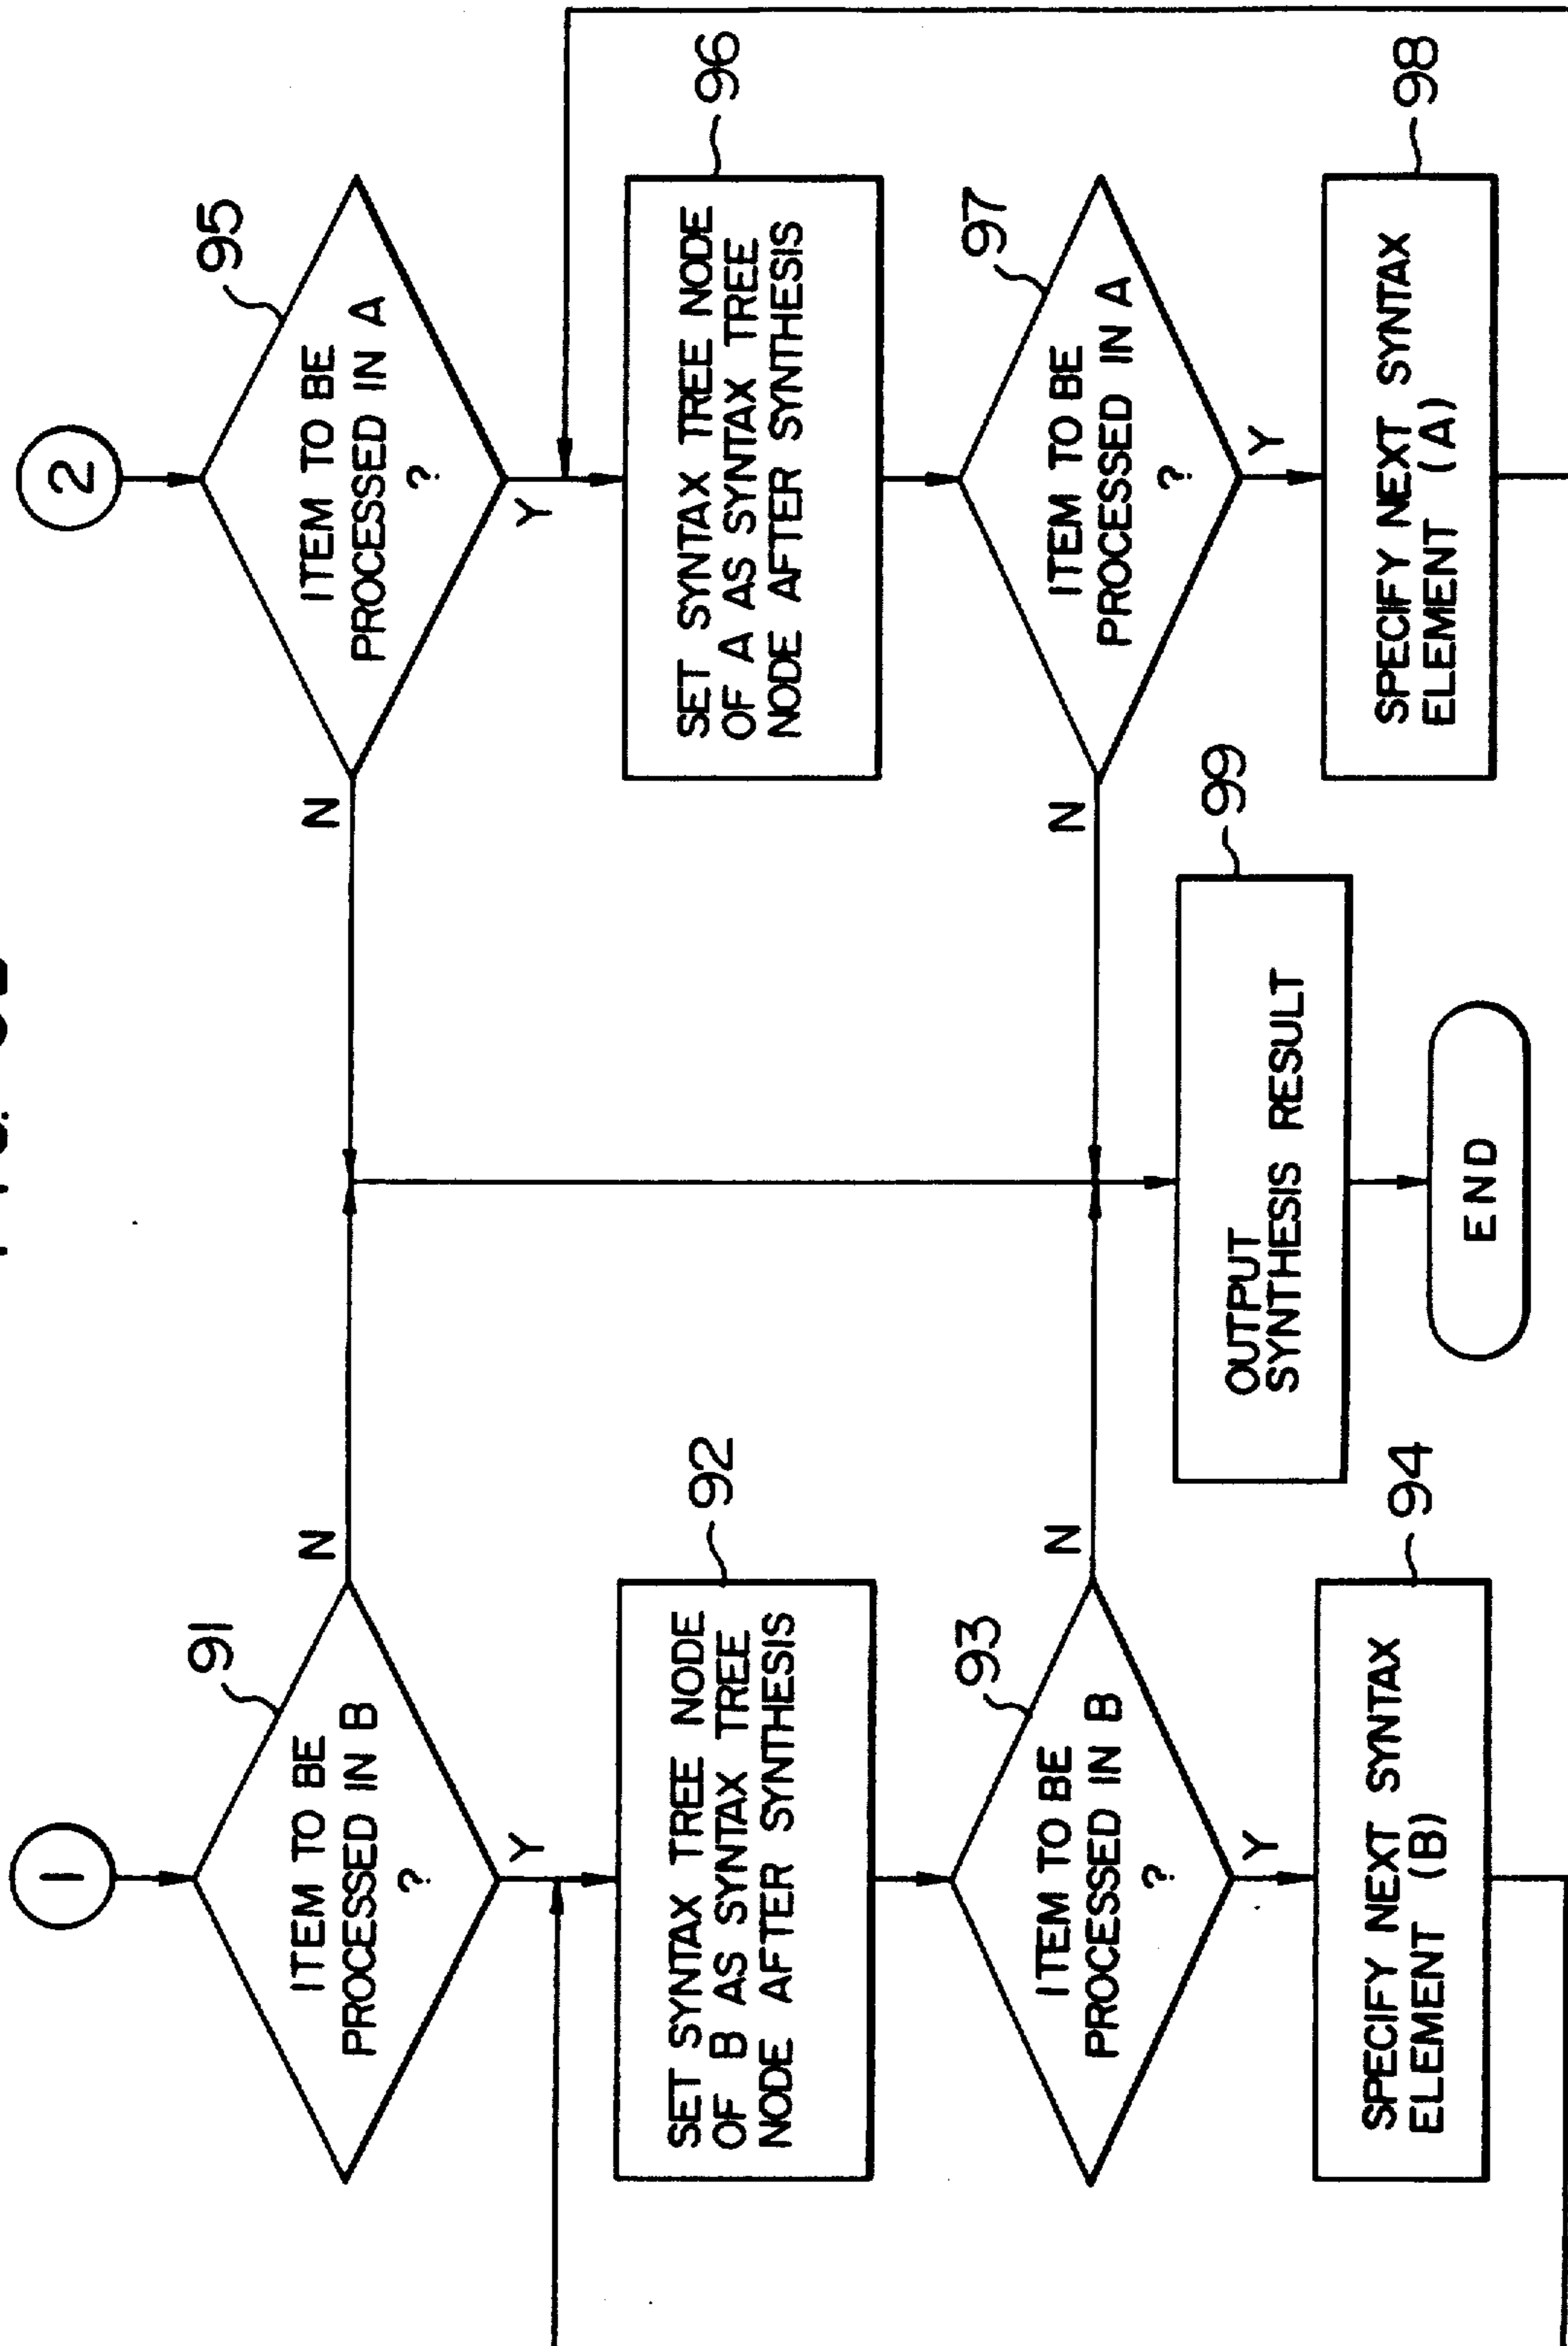 1
91
ITEM TO BE
PROCESSED IN B
?
N
Y
92
SET SYNTAX TREE NODE
OF B AS SYNTAX TREE
NODE AFTER SYNTHESIS
93
ITEM TO BE
PROCESSED IN B
?
N
Y
94
SPECIFY NEXT SYNTAX
ELEMENT (B)
2
95
ITEM TO BE
PROCESSED IN A
?
N
Y
96
SET SYNTAX TREE NODE
OF A AS SYNTAX TREE
NODE AFTER SYNTHESIS
97
ITEM TO BE
PROCESSED IN A
?
N
Y
98
SPECIFY NEXT SYNTAX
ELEMENT (A)
99
OUTPUT
SYNTHESIS RESULT
END